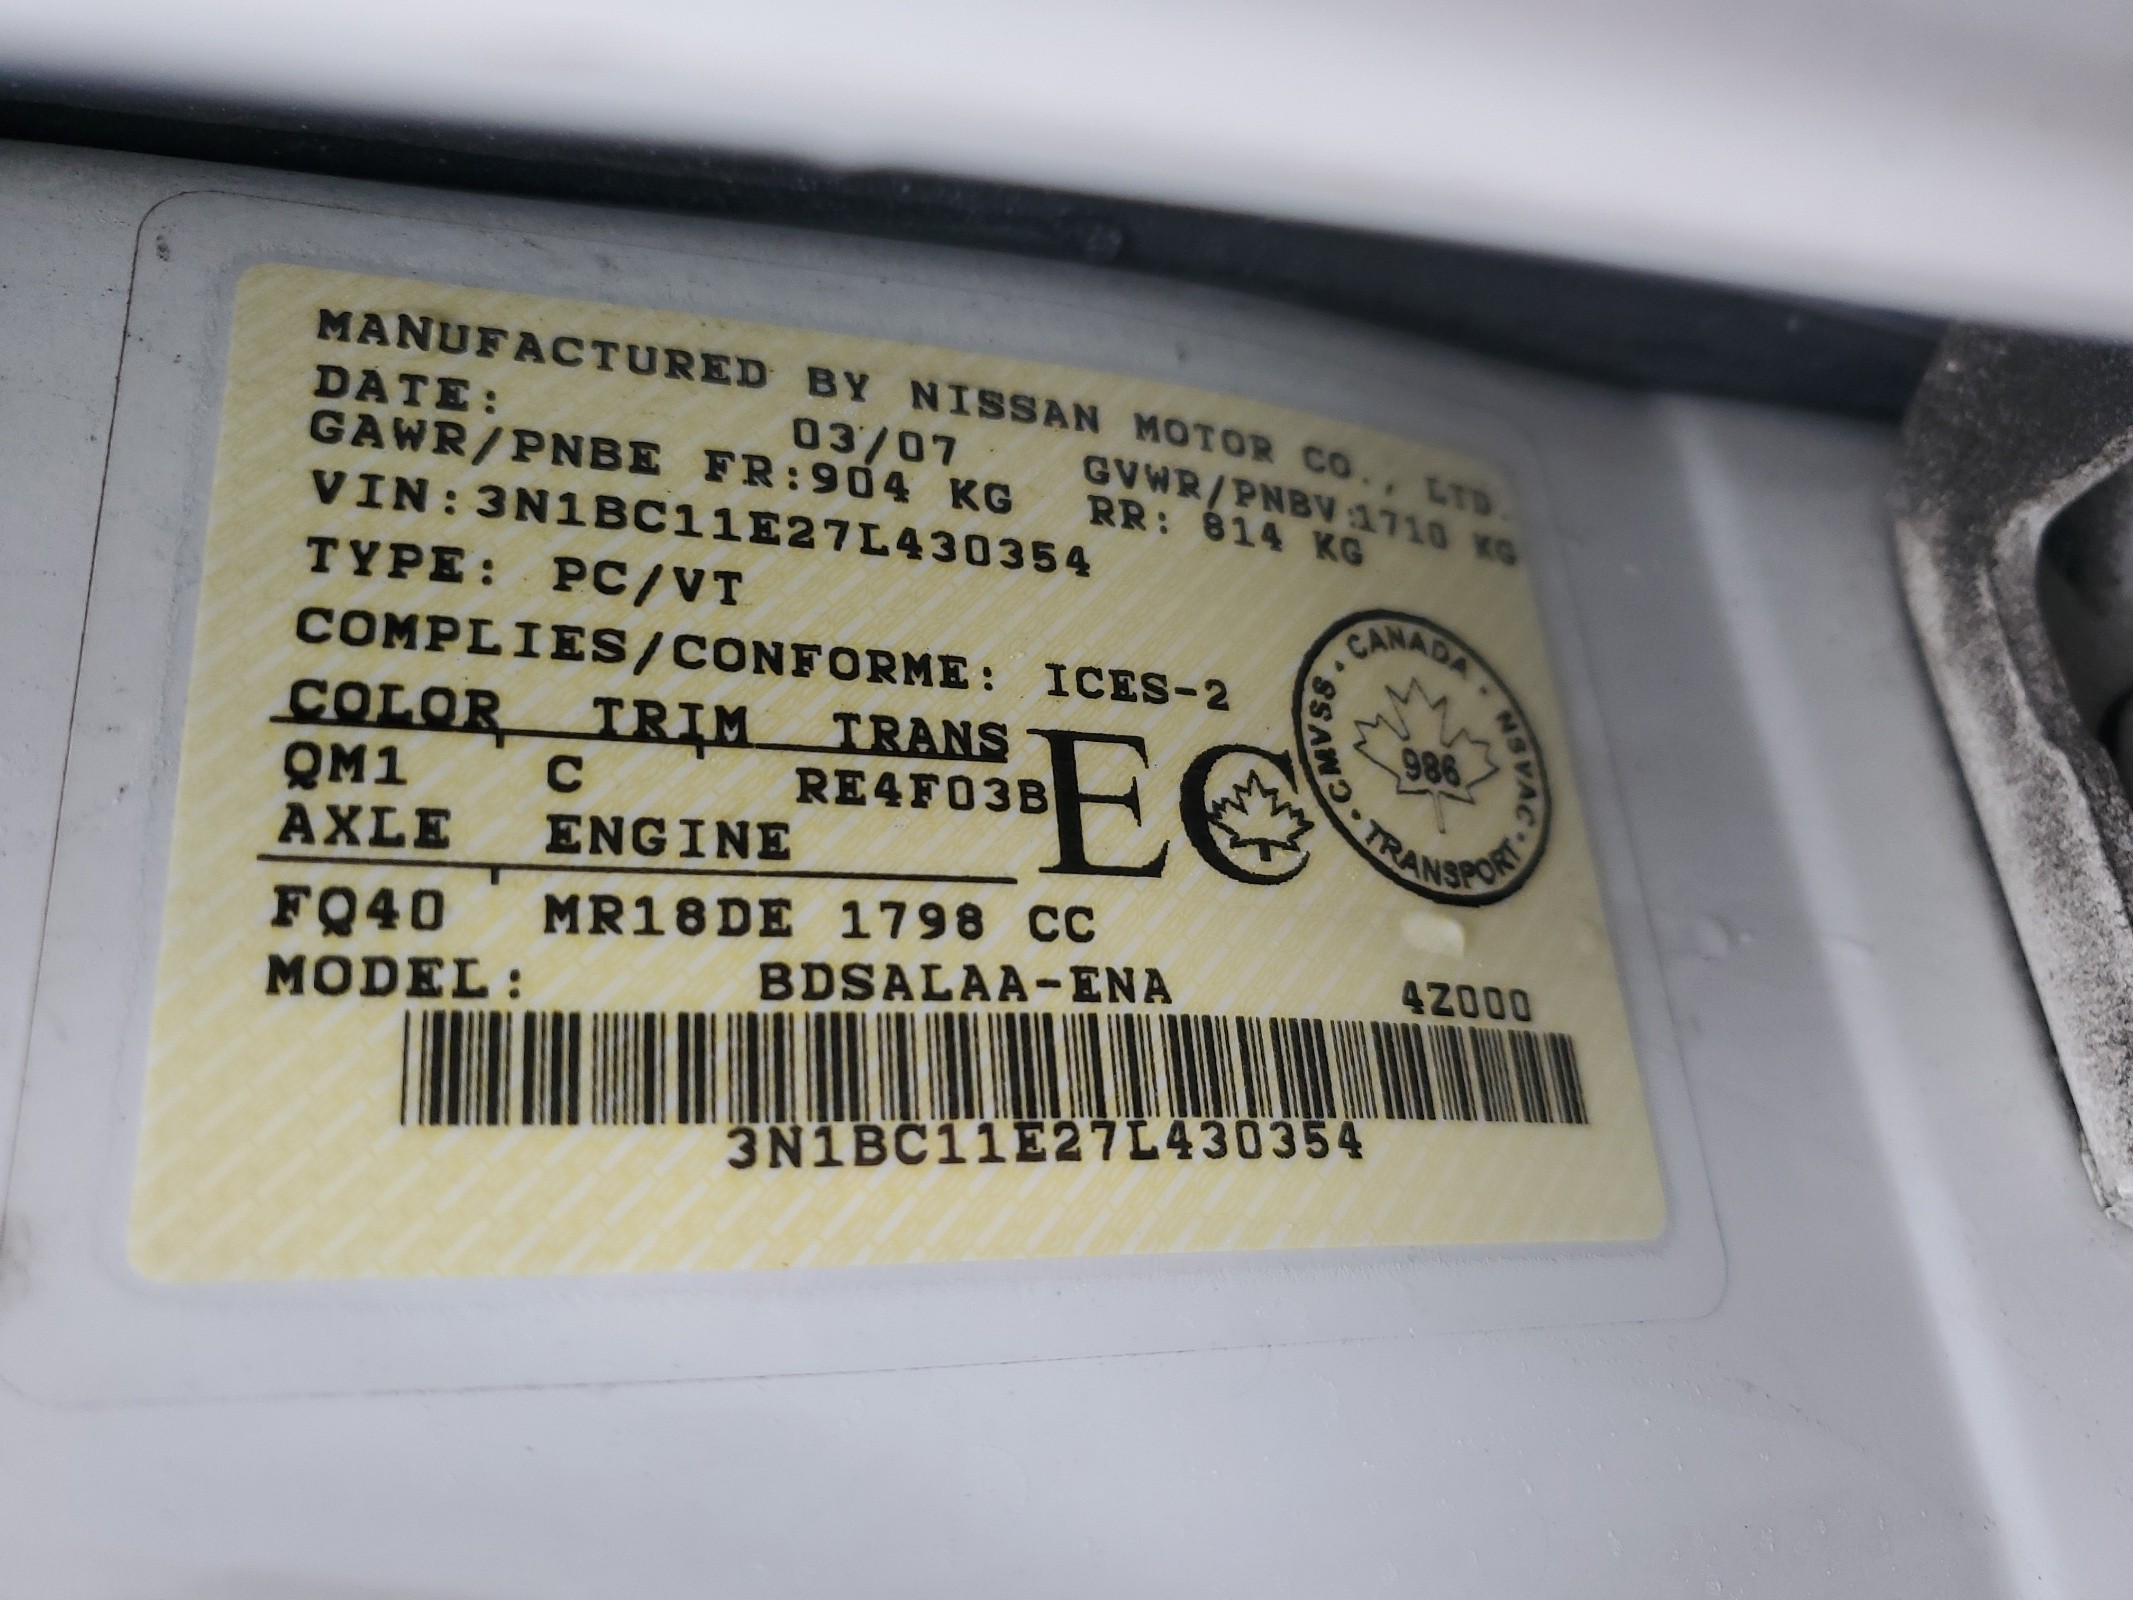 MANUFACTURED BY NISSAN MOTOR CO., LTD.
DATE: 03/07 GVWR/PNBV:1710 KG
GAWR/PNBE FR:904 KG RR: 814 KG
VIN:3N1BC11E27L430354
TYPE: PC/VT
COMPLIES/CONFORME: ICES-2
COLOR TRIM TRANS
QM1 C RE4F03B
AXLE ENGINE
FQ40 MR18DE 1798 CC
EC
CANADA · NSVAC · TRANSPORT · CMVSS ·
986
MODEL: BDSALAA-ENA 4Z000
3N1BC11E27L430354